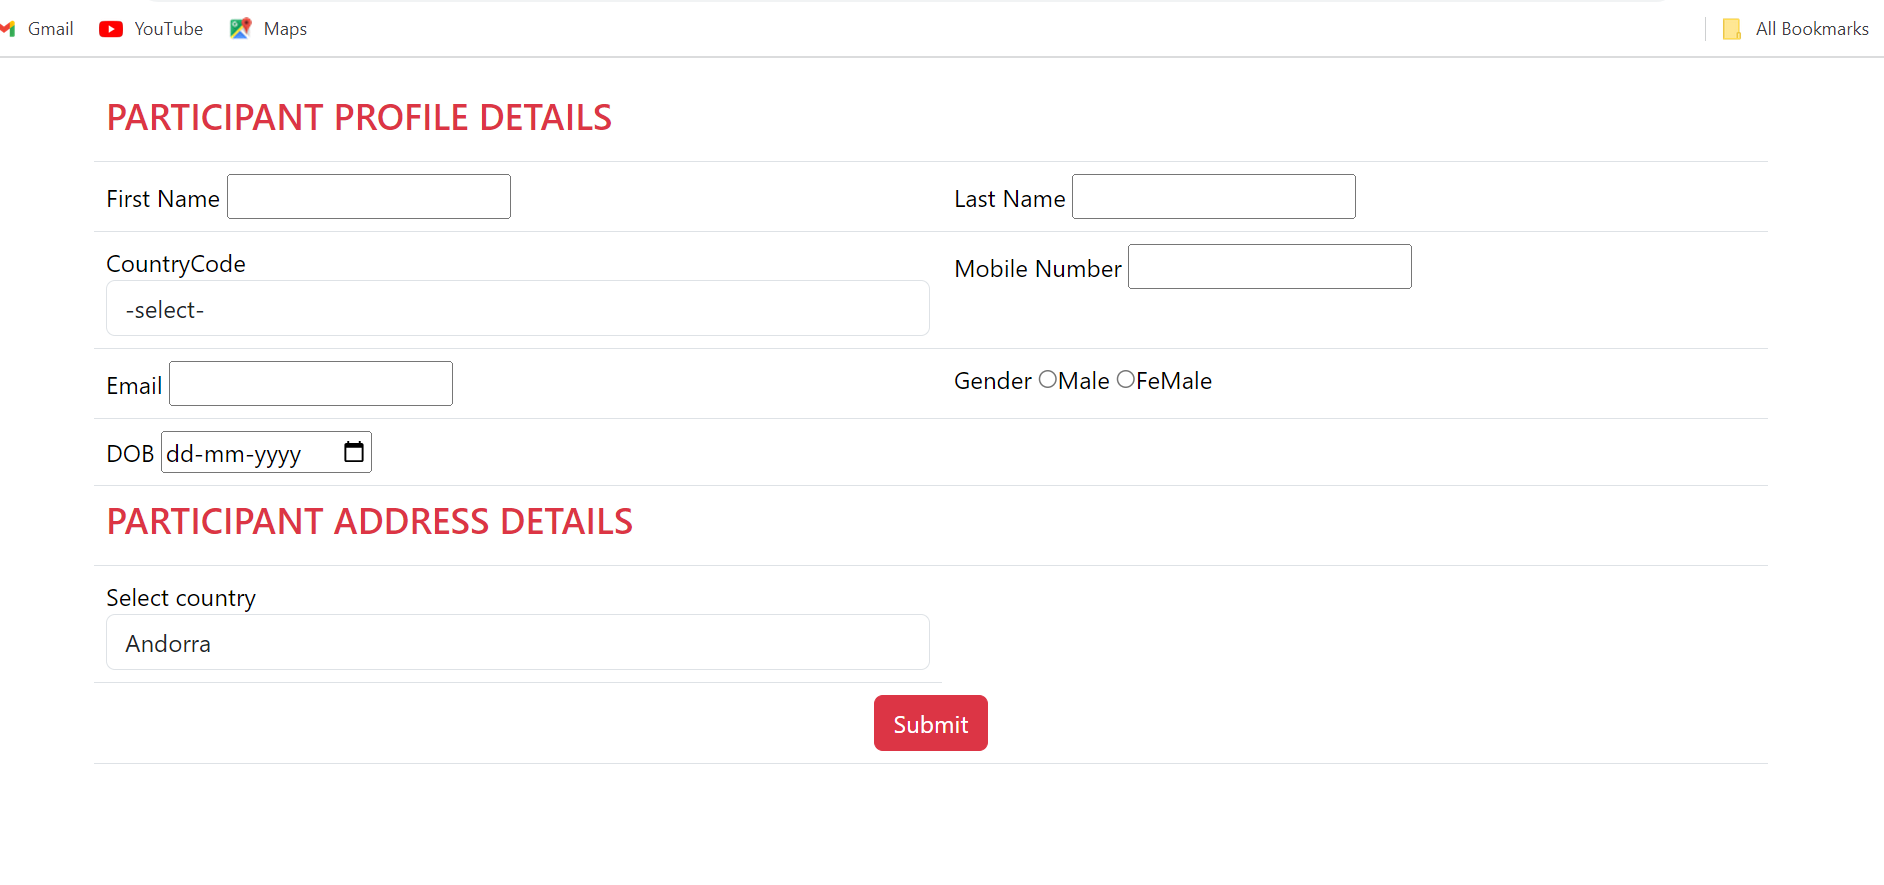 Gmail YouTube Maps All Bookmarks
PARTICIPANT PROFILE DETAILS
First Name Last Name
CountryCode Mobile Number
-select-
Email Gender Male FeMale
DOB dd-mm-yyyy
PARTICIPANT ADDRESS DETAILS
Select country
Andorra
Submit